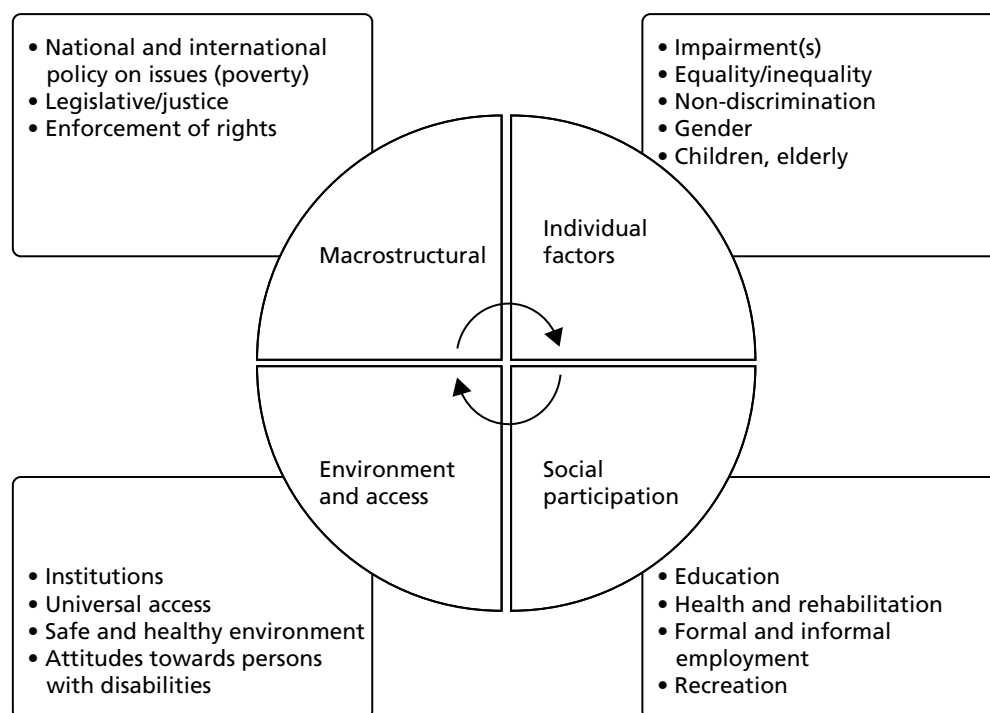 • National and international
policy on issues (poverty)
• Legislative/justice
• Enforcement of rights
• Impairment(s)
• Equality/inequality
• Non-discrimination
• Gender
• Children, elderly
Macrostructural
Individual
factors
Environment
and access
Social
participation
• Institutions
• Universal access
• Safe and healthy environment
• Attitudes towards persons
with disabilities
• Education
• Health and rehabilitation
• Formal and informal
employment
• Recreation